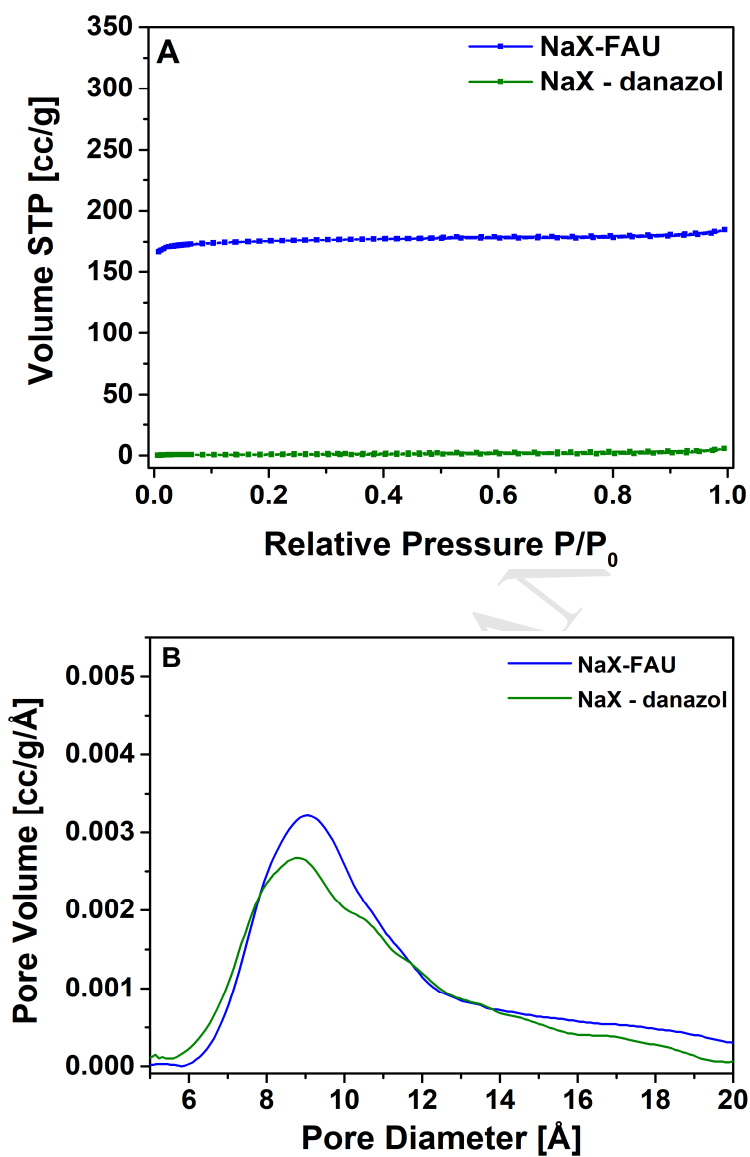 A
NaX-FAU
NaX - danazol
350
300
250
200
150
100
50
0
Volume STP [cc/g]
0.0 0.2 0.4 0.6 0.8 1.0
Relative Pressure P/P0
B
NaX-FAU
NaX - danazol
0.005
0.004
0.003
0.002
0.001
0.000
Pore Volume [cc/g/Å]
6 8 10 12 14 16 18 20
Pore Diameter [Å]